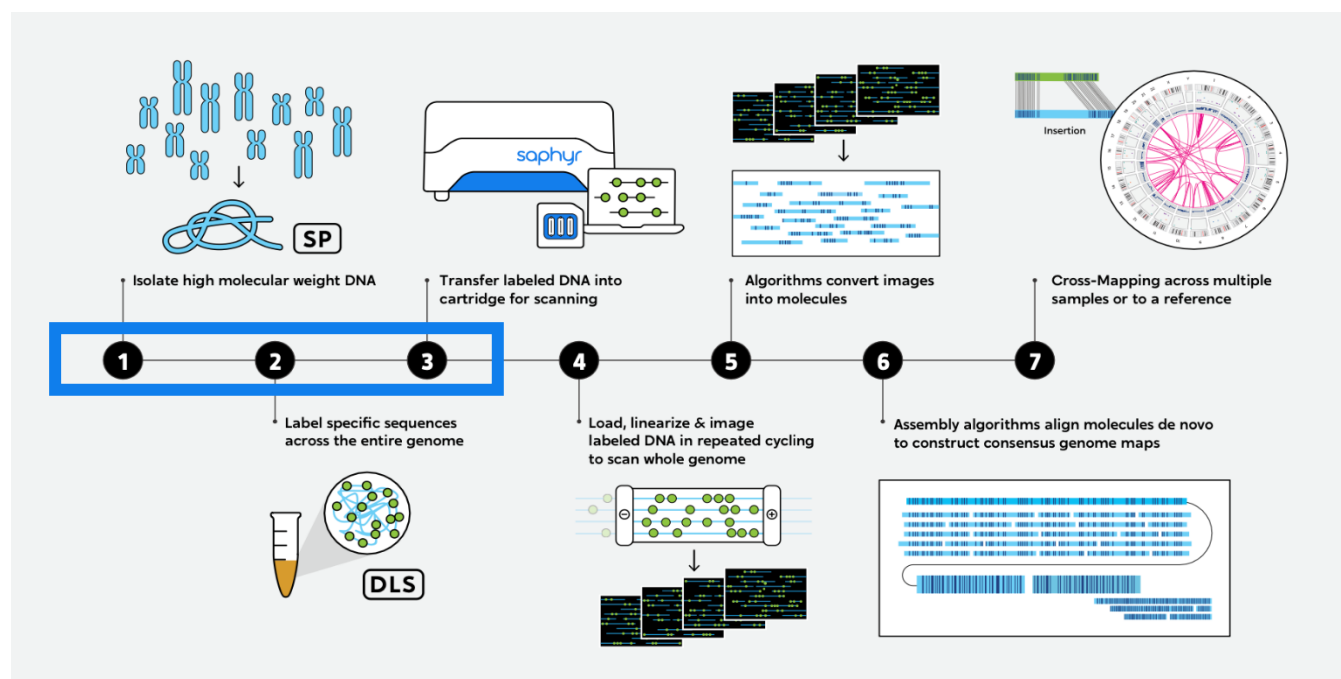 saphyr
Insertion
SP
Isolate high molecular weight DNA
Transfer labeled DNA into
cartridge for scanning
Algorithms convert images
into molecules
Cross-Mapping across multiple
samples or to a reference
1
2
3
4
5
6
7
Label specific sequences
across the entire genome
Load, linearize & image
labeled DNA in repeated cycling
to scan whole genome
Assembly algorithms align molecules de novo
to construct consensus genome maps
DLS